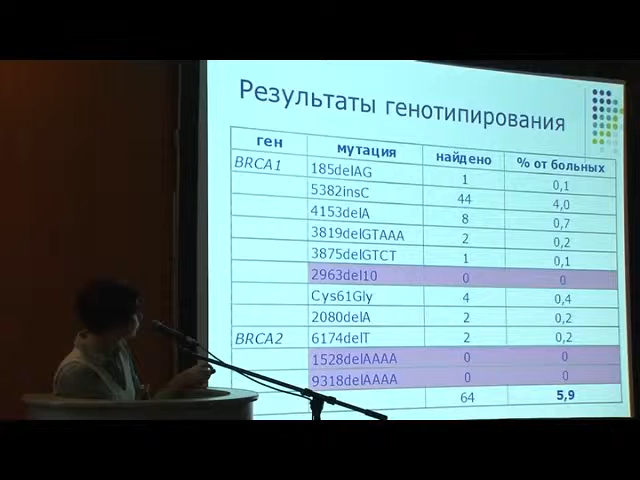 Результаты генотипирования
ген мутация найдено % от больных
BRCA1 185delAG 1 0,1
5382insC 44 4,0
4153delA 8 0,7
3819delGTAAA 2 0,2
3875delGTCT 1 0,1
2963del10 0 0
Cys61Gly 4 0,4
2080delA 2 0,2
BRCA2 6174delT 2 0,2
1528delAAAA 0 0
9318delAAAA 0 0
64 5,9